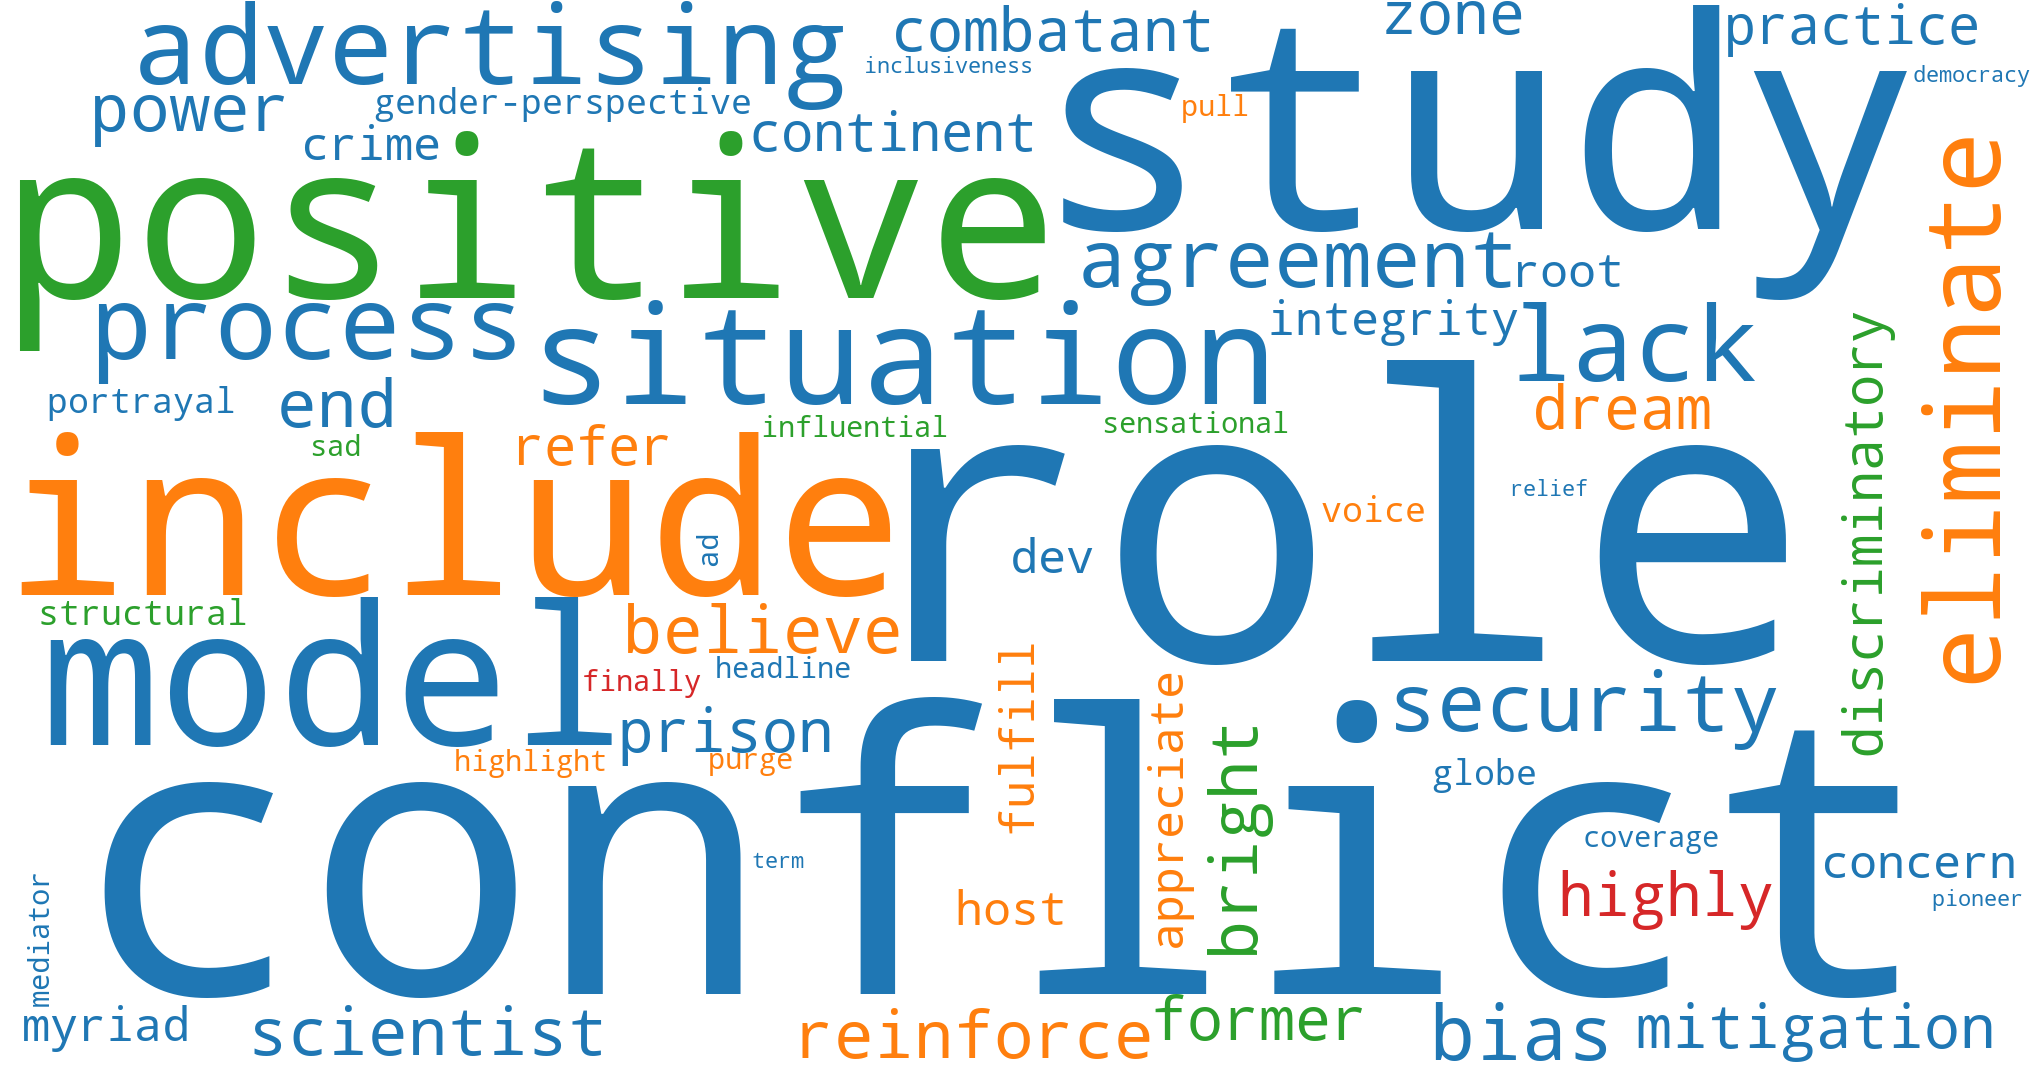 advertising
combatant
zone
practice
inclusiveness
democracy
power
gender-perspective
pull
study
crime
continent
positive
eliminate
agreement
root
process
situation
integrity
lack
discriminatory
portrayal
end
dream
sad
refer
influential
sensational
include
role
voice
relief
ad
dev
structural
model
believe
finally
headline
fulfill
appreciate
security
prison
highlight
purge
bright
globe
conflict
coverage
term
highly
concern
pioneer
host
mediator
myriad
scientist
reinforce
former
bias
mitigation